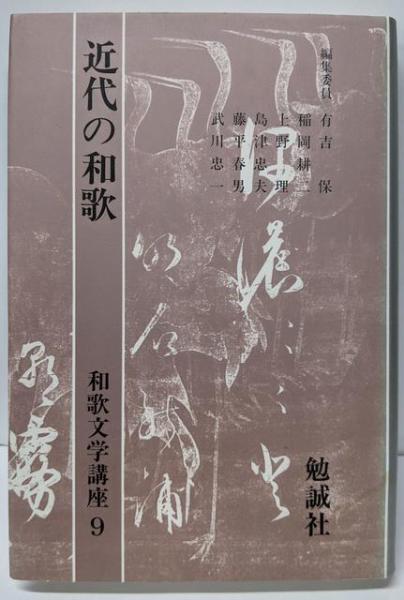 編集委員
有吉 保
稲岡耕二
上野 理
島津忠夫
藤平春男
武川忠一
勉誠社
近代の和歌
和歌文学講座 9